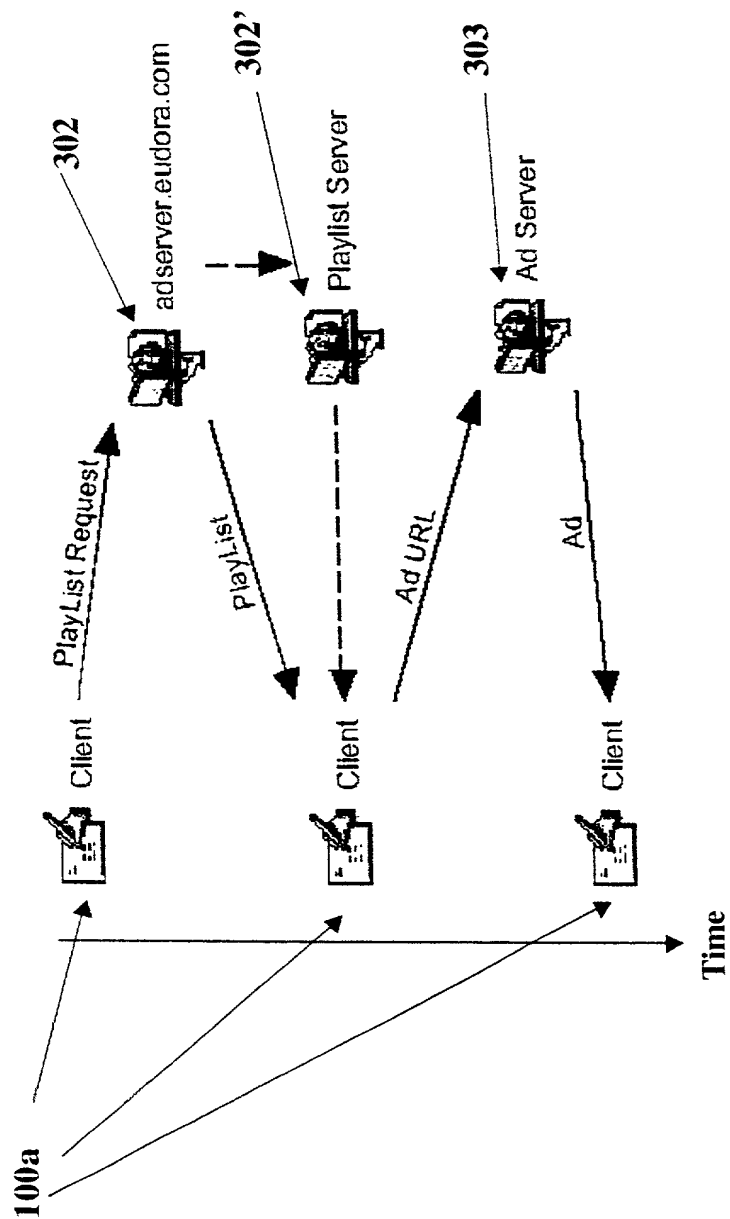 100a
Time
Client
PlayList Request
302
adserver.eudora.com
PlayList
302'
Playlist Server
Client
Ad URL
303
Ad Server
Ad
Client